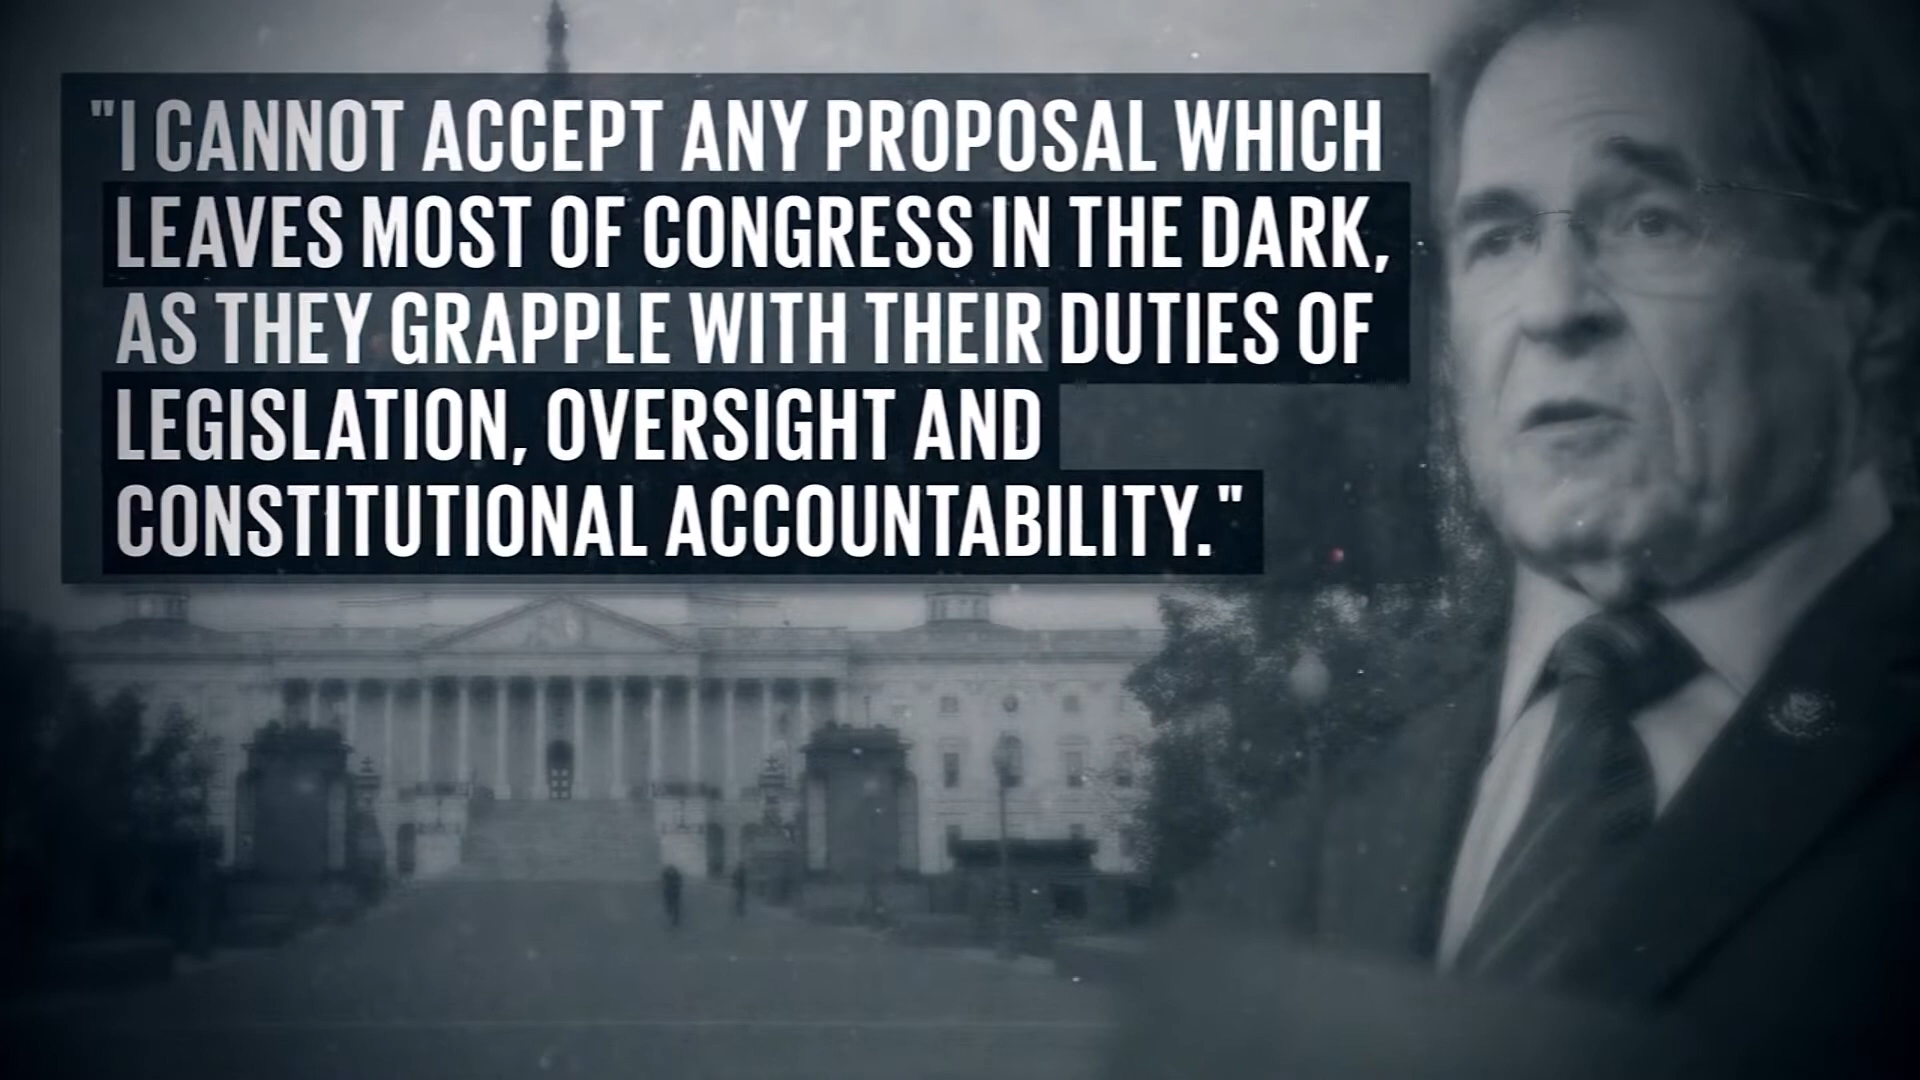 "I CANNOT ACCEPT ANY PROPOSAL WHICH
LEAVES MOST OF CONGRESS IN THE DARK,
AS THEY GRAPPLE WITH THEIR DUTIES OF
LEGISLATION, OVERSIGHT AND
CONSTITUTIONAL ACCOUNTABILITY."